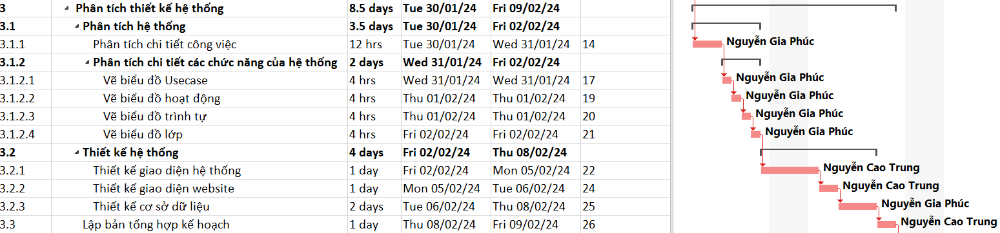 3 Phân tích thiết kế hệ thống 8.5 days Tue 30/01/24 Fri 09/02/24
3.1 Phân tích hệ thống 3.5 days Tue 30/01/24 Fri 02/02/24
3.1.1 Phân tích chi tiết công việc 12 hrs Tue 30/01/24 Wed 31/01/24 14 Nguyễn Gia Phúc
3.1.2 Phân tích chi tiết các chức năng của hệ thống 2 days Wed 31/01/24 Fri 02/02/24
3.1.2.1 Vẽ biểu đồ Usecase 4 hrs Wed 31/01/24 Wed 31/01/24 17 Nguyễn Gia Phúc
3.1.2.2 Vẽ biểu đồ hoạt động 4 hrs Thu 01/02/24 Thu 01/02/24 19 Nguyễn Gia Phúc
3.1.2.3 Vẽ biểu đồ trình tự 4 hrs Thu 01/02/24 Thu 01/02/24 20 Nguyễn Gia Phúc
3.1.2.4 Vẽ biểu đồ lớp 4 hrs Fri 02/02/24 Fri 02/02/24 21 Nguyễn Gia Phúc
3.2 Thiết kế hệ thống 4 days Fri 02/02/24 Thu 08/02/24
3.2.1 Thiết kế giao diện hệ thống 1 day Fri 02/02/24 Mon 05/02/24 22 Nguyễn Cao Trung
3.2.2 Thiết kế giao diện website 1 day Mon 05/02/24 Tue 06/02/24 24 Nguyễn Cao Trung
3.2.3 Thiết kế cơ sở dữ liệu 2 days Tue 06/02/24 Thu 08/02/24 25 Nguyễn Gia Phúc
3.3 Lập bản tổng hợp kế hoạch 1 day Thu 08/02/24 Fri 09/02/24 26 Nguyễn Cao Trung